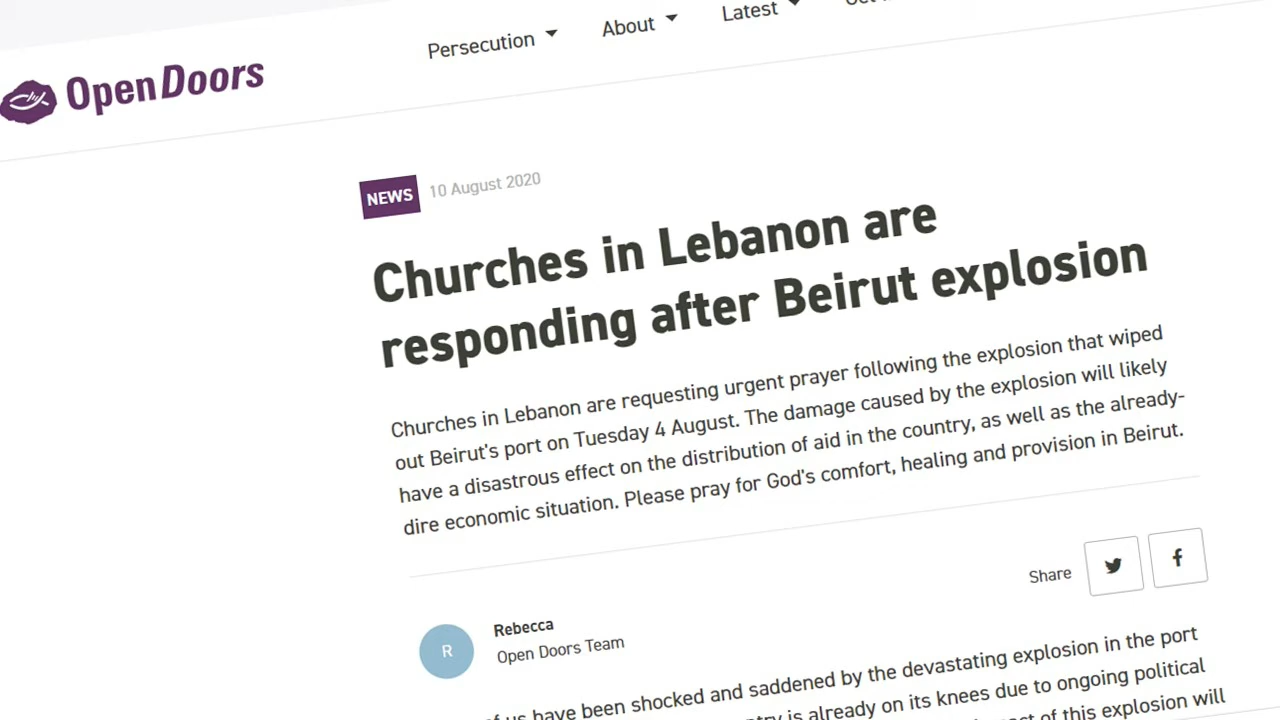 Persecution About Latest
OpenDoors
NEWS 10 August 2020
Churches in Lebanon are
responding after Beirut explosion
Churches in Lebanon are requesting urgent prayer following the explosion that wiped
out Beirut's port on Tuesday 4 August. The damage caused by the explosion will likely
have a disastrous effect on the distribution of aid in the country, as well as the already-
dire economic situation. Please pray for God's comfort, healing and provision in Beirut.
Share
R
Rebecca
Open Doors Team
of us have been shocked and saddened by the devastating explosion in the port
is already on its knees due to ongoing political
of this explosion will